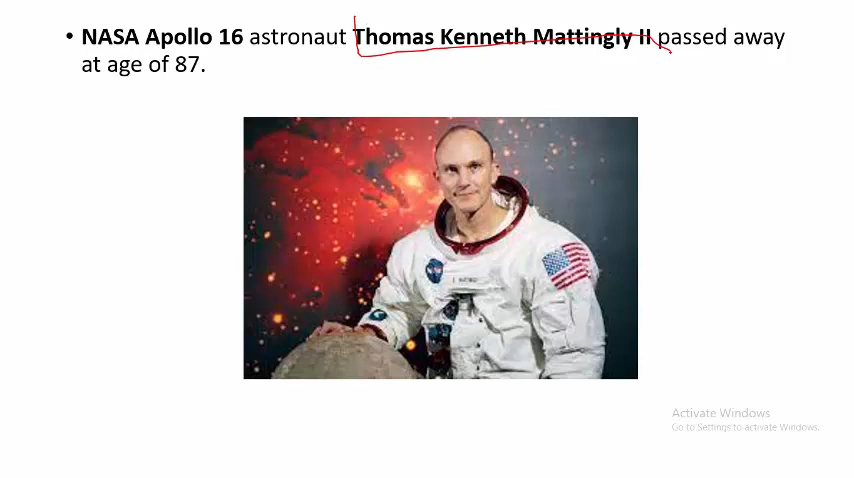 • NASA Apollo 16 astronaut Thomas Kenneth Mattingly II passed away
at age of 87.
Activate Windows
Go to Settings to activate Windows.